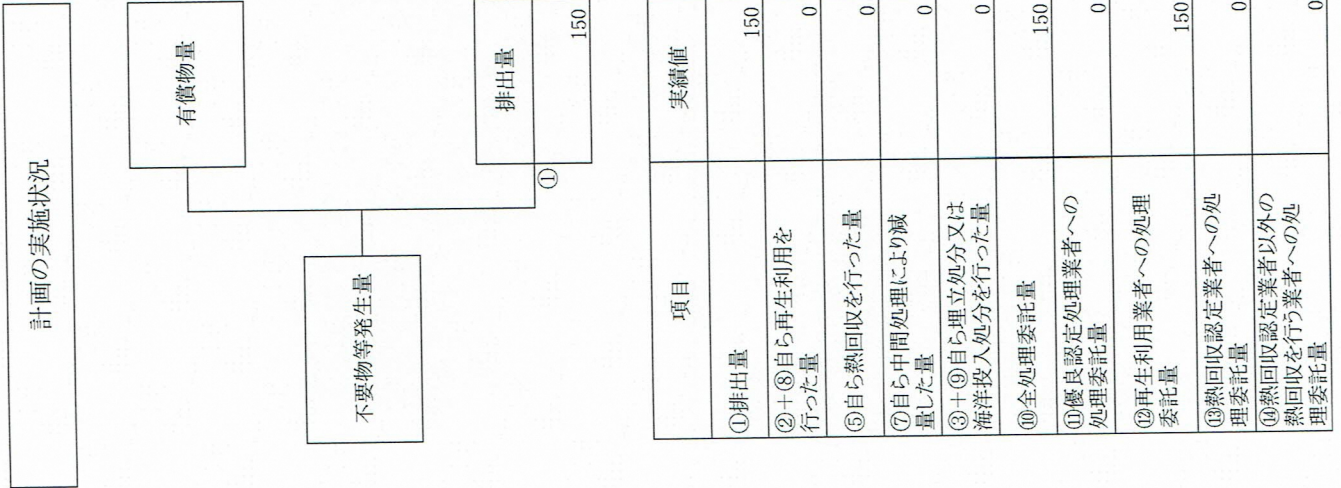 計画の実施状況
有償物量
不要物等発生量
①
排出量
150
項目
実績値
①排出量
150
②+⑧自ら再生利用を
行った量
0
⑤自ら熱回収を行った量
0
⑦自ら中間処理により減
量した量
0
③+⑨自ら埋立処分又は
海洋投入処分を行った量
0
⑩全処理委託量
150
⑪優良認定処理業者への
処理委託量
0
⑫再生利用業者への処理
委託量
150
⑬熱回収認定業者への処
理委託量
0
⑭熱回収認定業者以外の
熱回収を行う業者への処
理委託量
0